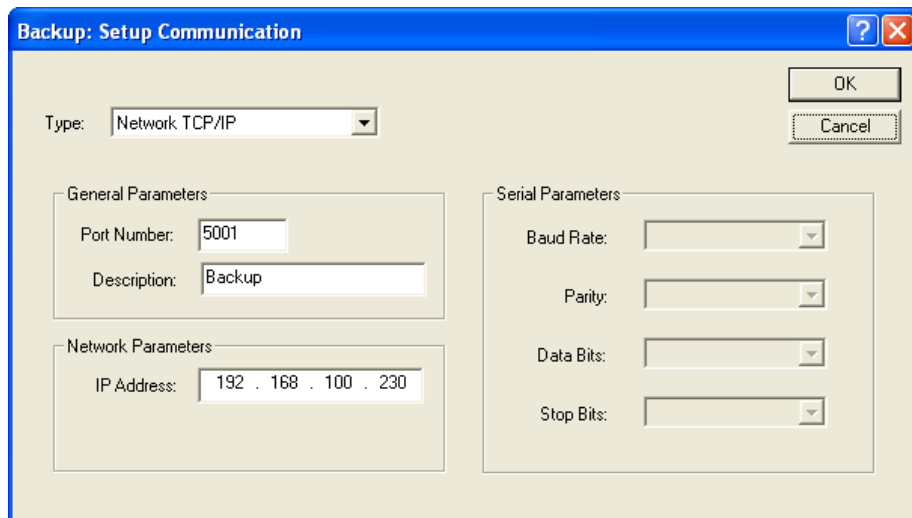 Backup: Setup Communication
OK
Type: Network TCP/IP
Cancel
General Parameters
Port Number: 5001
Description: Backup
Network Parameters
IP Address: 192 . 168 . 100 . 230
Serial Parameters
Baud Rate:
Parity:
Data Bits:
Stop Bits: